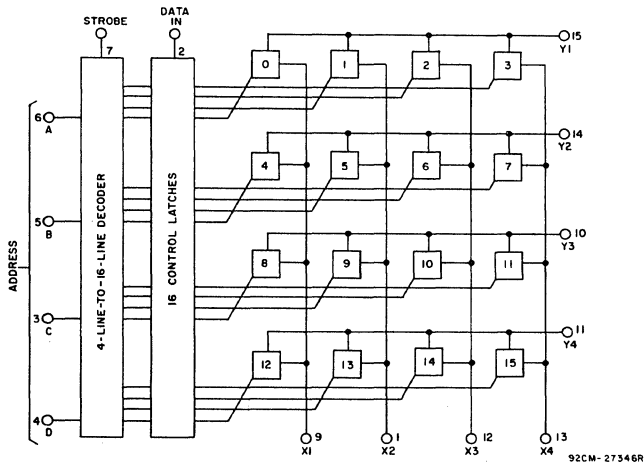 STROBE
DATA
IN
7
2
15
Y1
0
1
2
3
6
A
14
Y2
4
5
6
7
ADDRESS
4-LINE-TO-16-LINE DECODER
16 CONTROL LATCHES
5
B
10
Y3
8
9
10
11
3
C
11
Y4
12
13
14
15
4
D
9
X1
1
X2
12
X3
13
X4
92CM-27346R